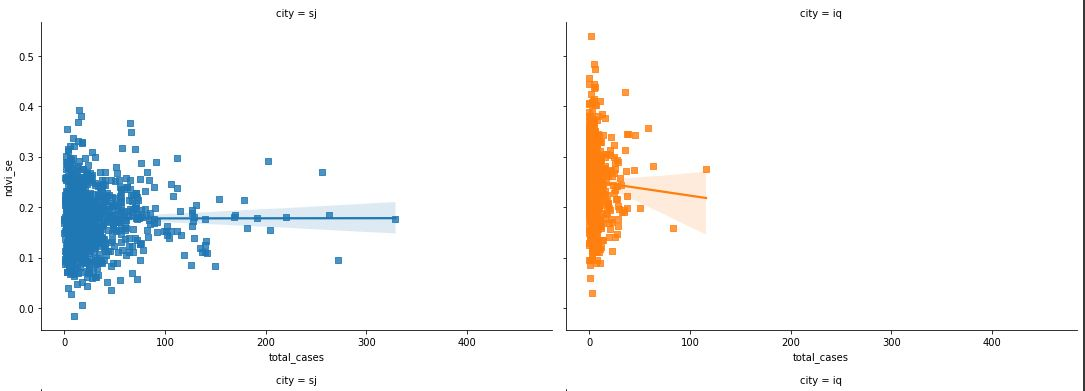 city = sj
city = iq
0.5
0.4
0.3
0.2
0.1
0.0
ndvi_se
0 100 200 300 400
0 100 200 300 400
total_cases
total_cases
city = sj
city = iq